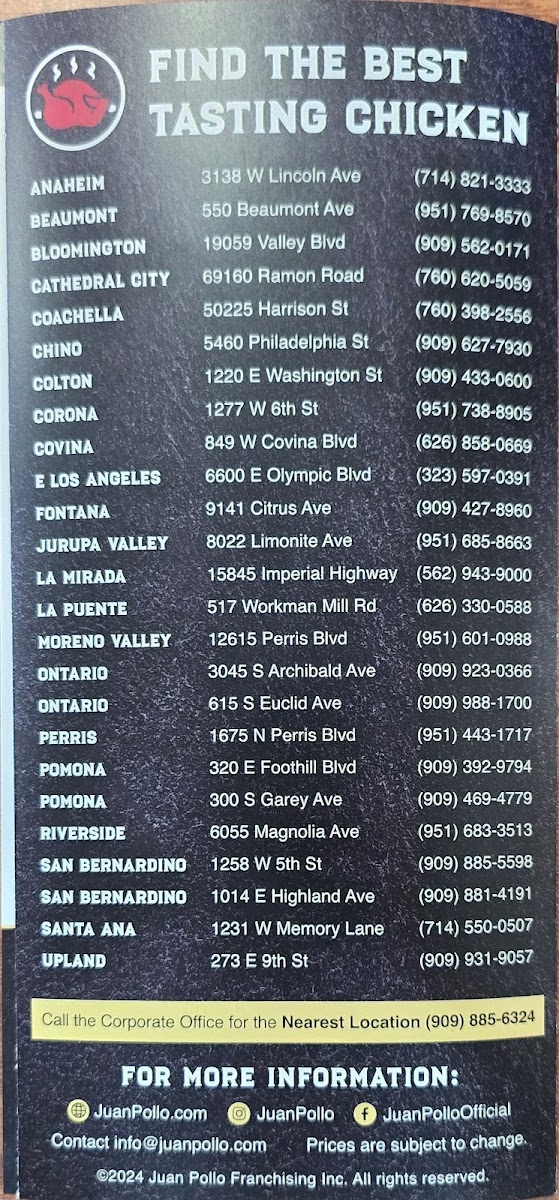 FIND THE BEST
TASTING CHICKEN
ANAHEIM 3138 W Lincoln Ave (714) 821-3333
BEAUMONT 550 Beaumont Ave (951) 769-8570
BLOOMINGTON 19059 Valley Blvd (909) 562-0171
CATHEDRAL CITY 69160 Ramon Road (760) 620-5059
COACHELLA 50225 Harrison St (760) 398-2556
CHINO 5460 Philadelphia St (909) 627-7930
COLTON 1220 E Washington St (909) 433-0600
CORONA 1277 W 6th St (951) 738-8905
COVINA 849 W Covina Blvd (626) 858-0669
E LOS ANGELES 6600 E Olympic Blvd (323) 597-0391
FONTANA 9141 Citrus Ave (909) 427-8960
JURUPA VALLEY 8022 Limonite Ave (951) 685-8663
LA MIRADA 15845 Imperial Highway (562) 943-9000
LA PUENTE 517 Workman Mill Rd (626) 330-0588
MORENO VALLEY 12615 Perris Blvd (951) 601-0988
ONTARIO 3045 S Archibald Ave (909) 923-0366
ONTARIO 615 S Euclid Ave (909) 988-1700
PERRIS 1675 N Perris Blvd (951) 443-1717
POMONA 320 E Foothill Blvd (909) 392-9794
POMONA 300 S Garey Ave (909) 469-4779
RIVERSIDE 6055 Magnolia Ave (951) 683-3513
SAN BERNARDINO 1258 W 5th St (909) 885-5598
SAN BERNARDINO 1014 E Highland Ave (909) 881-4191
SANTA ANA 1231 W Memory Lane (714) 550-0507
UPLAND 273 E 9th St (909) 931-9057
Call the Corporate Office for the Nearest Location (909) 885-6324
FOR MORE INFORMATION:
JuanPollo.com JuanPollo JuanPolloOfficial
Contact info@juanpollo.com Prices are subject to change.
©2024 Juan Pollo Franchising Inc. All rights reserved.